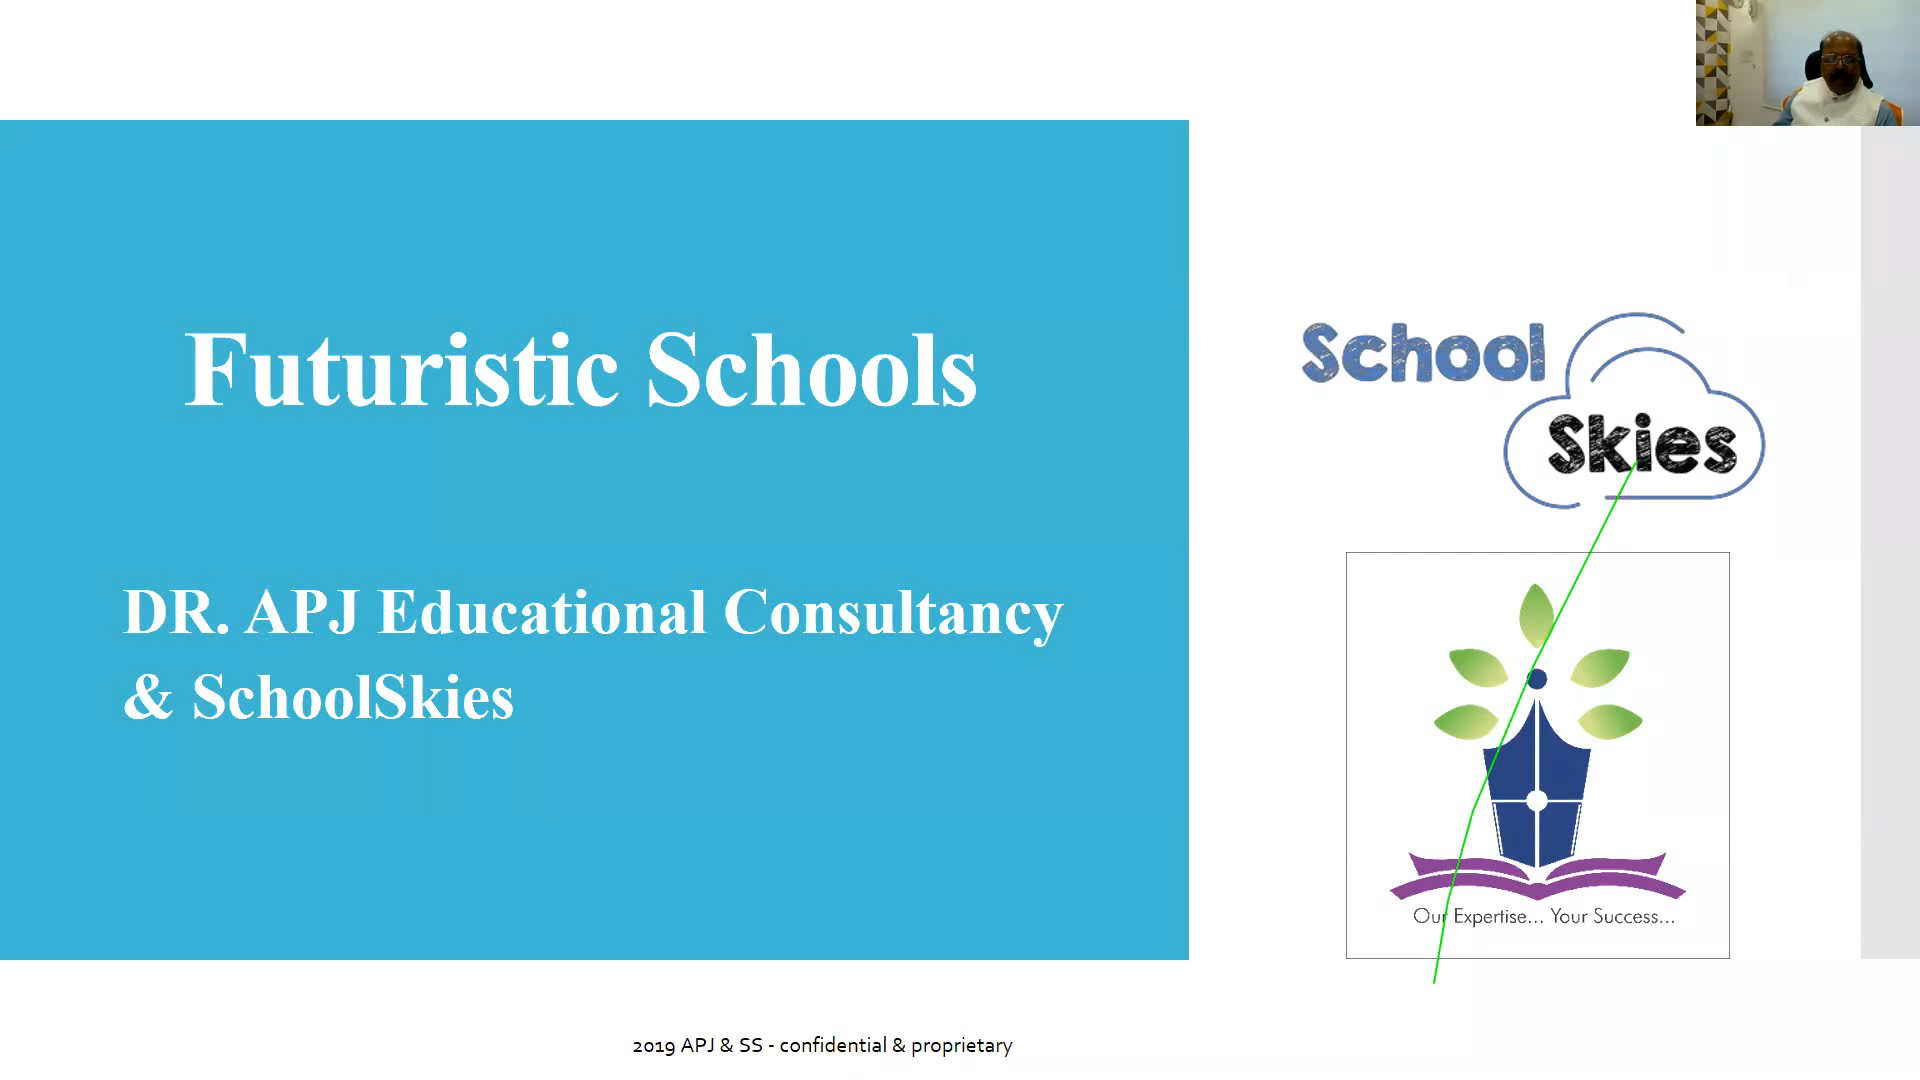 Futuristic Schools
DR. APJ Educational Consultancy
& SchoolSkies
School
Skies
Our Expertise... Your Success...
2019 APJ & SS - confidential & proprietary